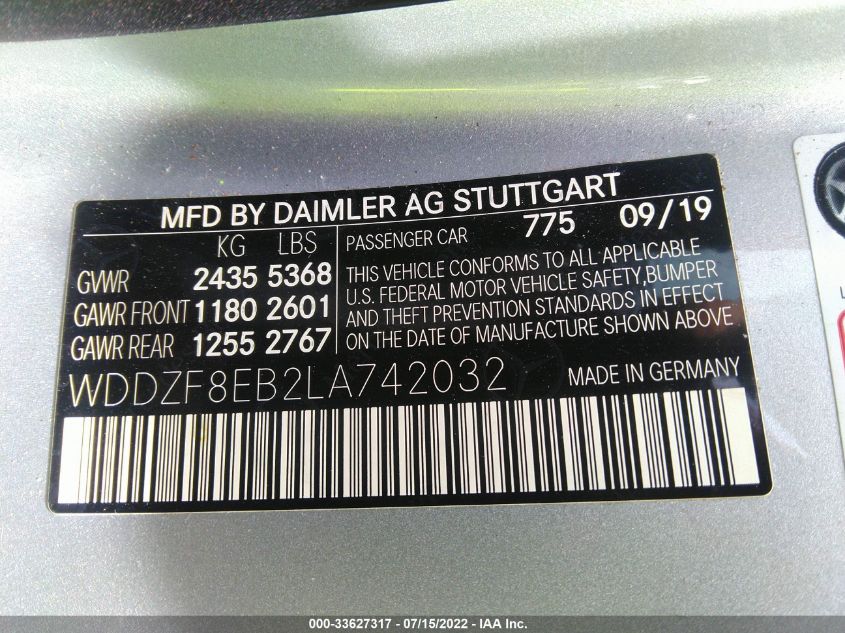 MFD BY DAIMLER AG STUTTGART
KG LBS
GVWR 2435 5368
GAWR FRONT 1180 2601
GAWR REAR 1255 2767
PASSENGER CAR 775 09/19
THIS VEHICLE CONFORMS TO ALL APPLICABLE
U.S. FEDERAL MOTOR VEHICLE SAFETY,BUMPER
AND THEFT PREVENTION STANDARDS IN EFFECT
ON THE DATE OF MANUFACTURE SHOWN ABOVE
WDDZF8EB2LA742032 MADE IN GERMANY
000-33627317 - 07/15/2022 - IAA Inc.